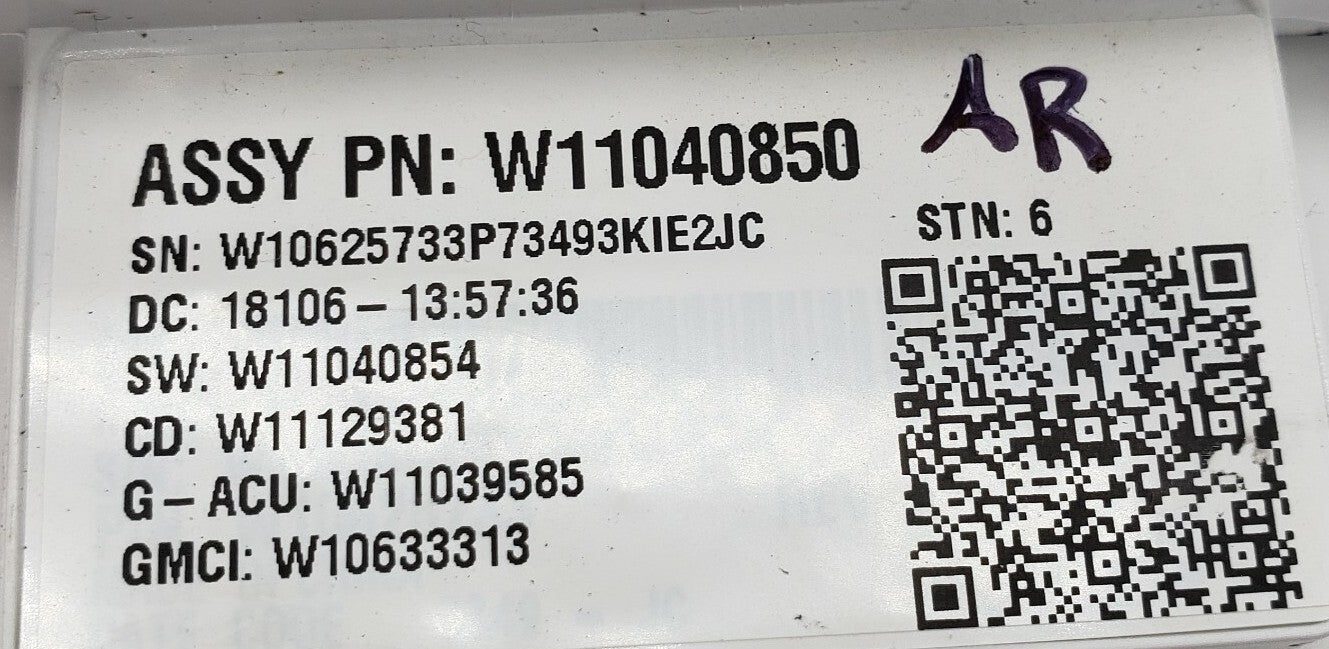 AR
ASSY PN: W11040850
SN: W10625733P73493KIE2JC
STN: 6
DC: 18106 – 13:57:36
SW: W11040854
CD: W11129381
G – ACU: W11039585
GMCI: W10633313